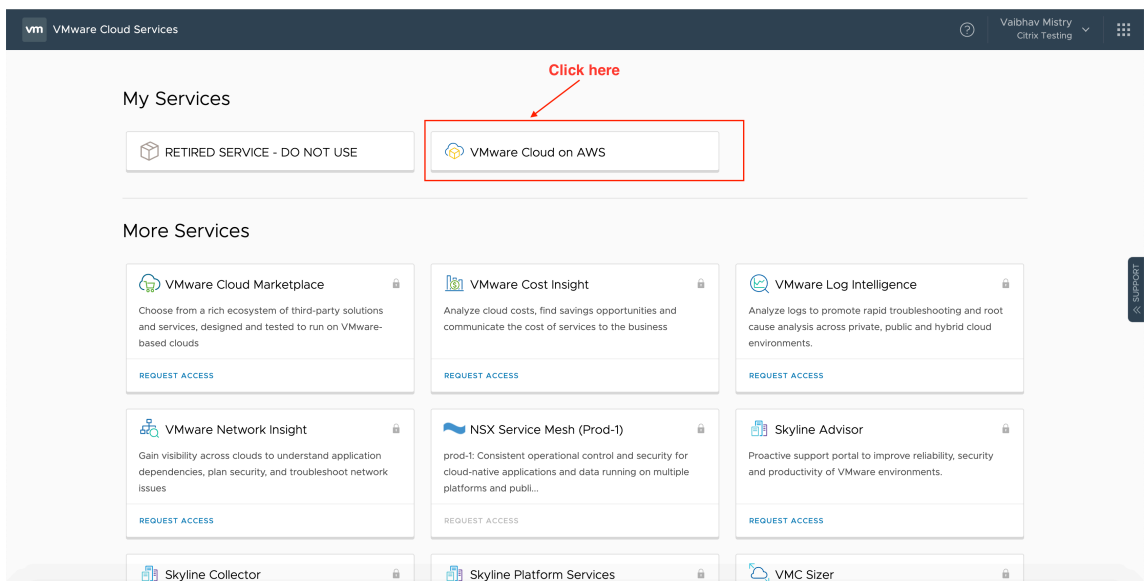 vm VMware Cloud Services
Vaibhav Mistry
Citrix Testing
Click here
My Services
RETIRED SERVICE - DO NOT USE
VMware Cloud on AWS
More Services
VMware Cloud Marketplace
Choose from a rich ecosystem of third-party solutions
and services, designed and tested to run on VMware-
based clouds
REQUEST ACCESS
VMware Cost Insight
Analyze cloud costs, find savings opportunities and
communicate the cost of services to the business
REQUEST ACCESS
VMware Log Intelligence
Analyze logs to promote rapid troubleshooting and root
cause analysis across private, public and hybrid cloud
environments.
REQUEST ACCESS
SUPPORT
VMware Network Insight
Gain visibility across clouds to understand application
dependencies, plan security, and troubleshoot network
issues
REQUEST ACCESS
NSX Service Mesh (Prod-1)
prod-1: Consistent operational control and security for
cloud-native applications and data running on multiple
platforms and publi...
REQUEST ACCESS
Skyline Advisor
Proactive support portal to improve reliability, security
and productivity of VMware environments.
REQUEST ACCESS
Skyline Collector
Skyline Platform Services
VMC Sizer